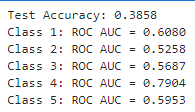 Test Accuracy: 0.3858
Class 1: ROC AUC = 0.6080
Class 2: ROC AUC = 0.5258
Class 3: ROC AUC = 0.5687
Class 4: ROC AUC = 0.7904
Class 5: ROC AUC = 0.5955